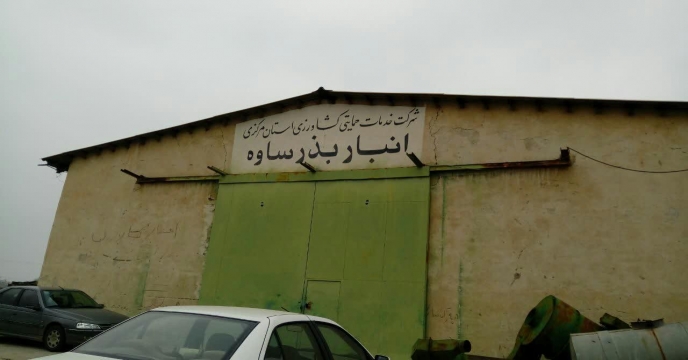 شرکت خدمات حمایتی کشاورزی استان مرکزی
انبار بذر ساوه